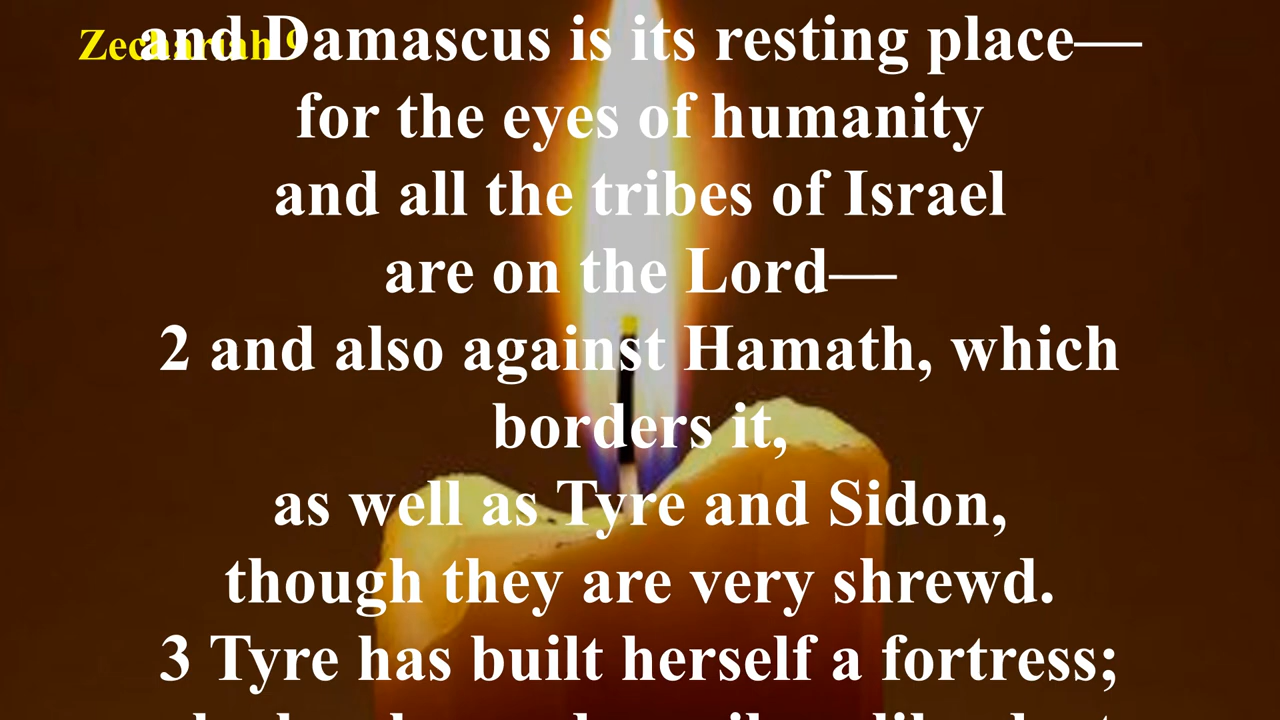 Zechariah 9
and Damascus is its resting place—
for the eyes of humanity
and all the tribes of Israel
are on the Lord—
2 and also against Hamath, which
borders it,
as well as Tyre and Sidon,
though they are very shrewd.
3 Tyre has built herself a fortress;